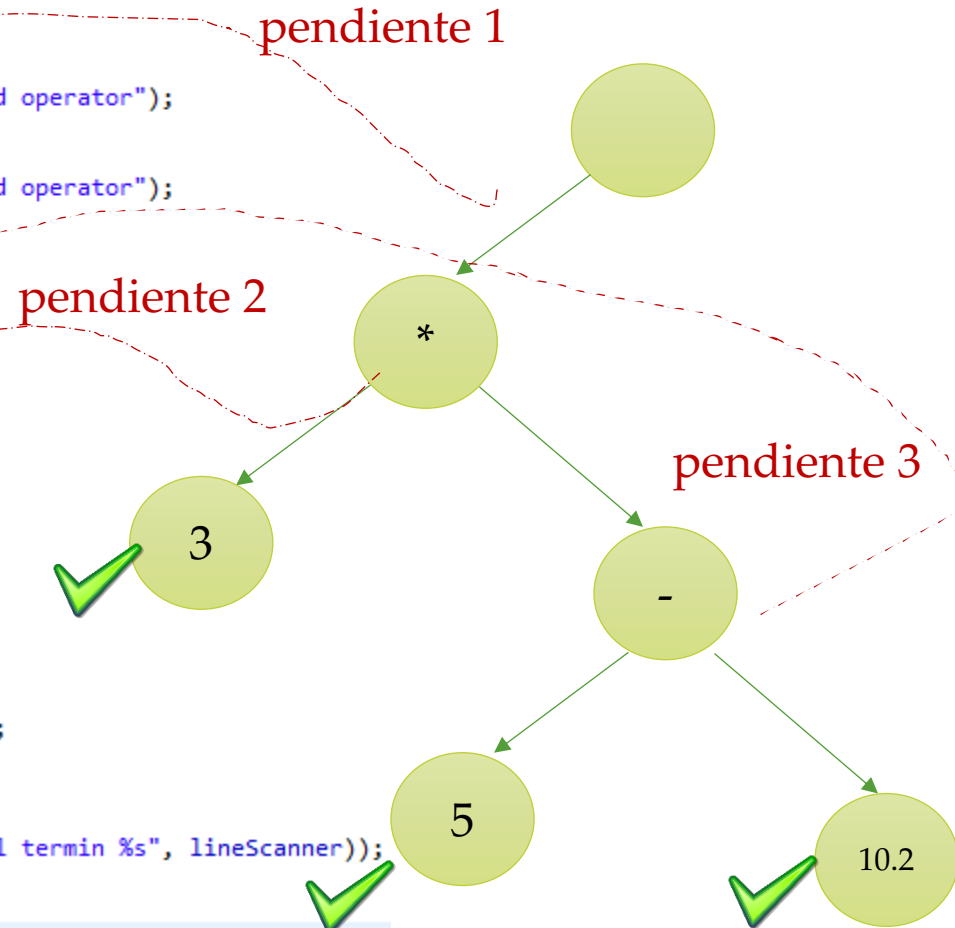 pendiente 1
d operator");
d operator");
pendiente 2
*
pendiente 3
3
-
;
5
l termin %s", lineScanner));
10.2